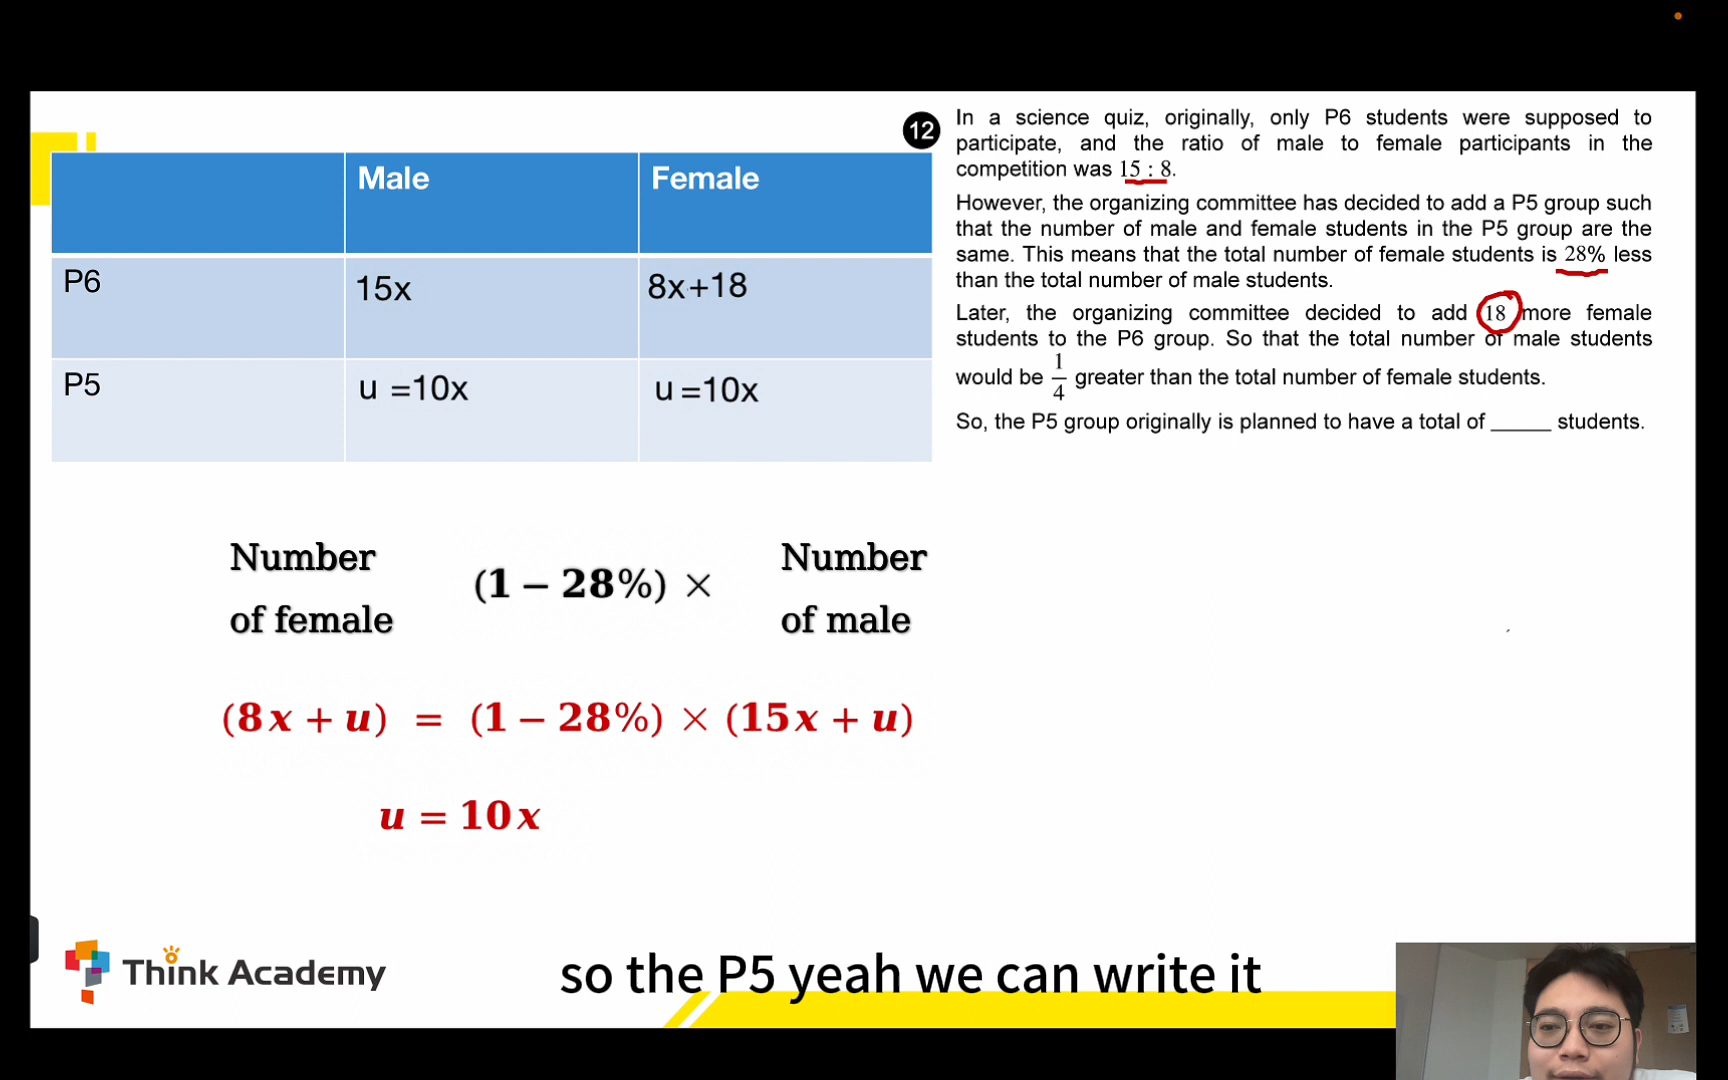 Male
Female
P6
15x
8x+18
P5
u =10x
u =10x
12
In a science quiz, originally, only P6 students were supposed to
participate, and the ratio of male to female participants in the
competition was 15 : 8.
However, the organizing committee has decided to add a P5 group such
that the number of male and female students in the P5 group are the
same. This means that the total number of female students is 28% less
than the total number of male students.
Later, the organizing committee decided to add 18 more female
students to the P6 group. So that the total number of male students
would be 1/4 greater than the total number of female students.
So, the P5 group originally is planned to have a total of _____ students.
Number
of female
(1 − 28%) ×
Number
of male
(8x + u) = (1 − 28%) × (15x + u)
u = 10x
Think Academy
so the P5 yeah we can write it